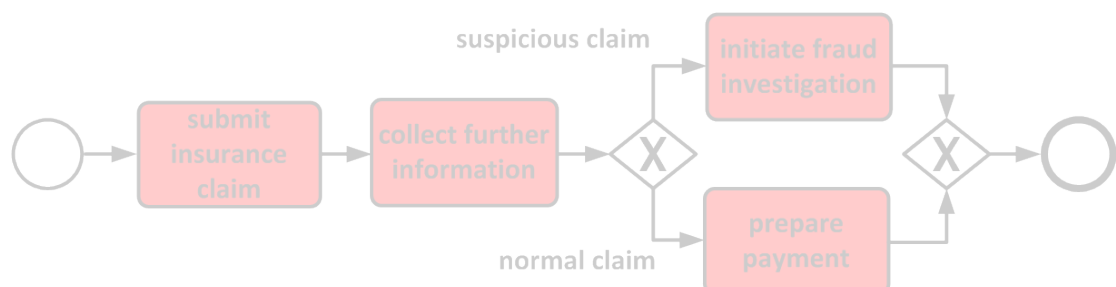 suspicious claim
initiate fraud
investigation
submit
insurance
claim
collect further
information
X
X
normal claim
prepare
payment